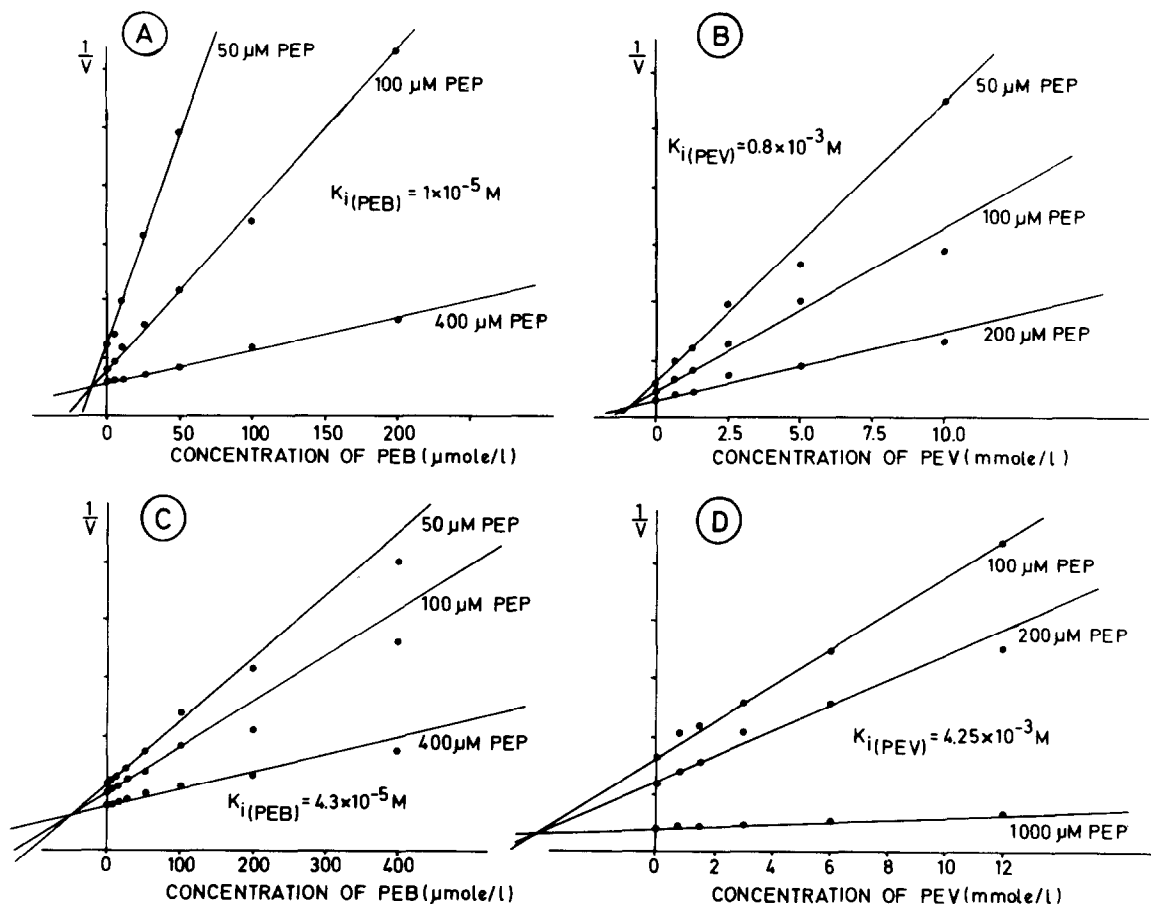 A
1
V
50 µM PEP
100 µM PEP
Ki(PEB) = 1×10-5 M
400 µM PEP
0 50 100 150 200
CONCENTRATION OF PEB (µmole/l)
B
1
V
50 µM PEP
Ki(PEV) = 0.8×10-3 M
100 µM PEP
200 µM PEP
0 2.5 5.0 7.5 10.0
CONCENTRATION OF PEV (mmole/l)
C
1
V
50 µM PEP
100 µM PEP
400 µM PEP
Ki(PEB) = 4.3×10-5 M
0 100 200 300 400
CONCENTRATION OF PEB (µmole/l)
D
1
V
100 µM PEP
200 µM PEP
Ki(PEV) = 4.25×10-3 M
1000 µM PEP
0 2 4 6 8 10 12
CONCENTRATION OF PEV (mmole/l)